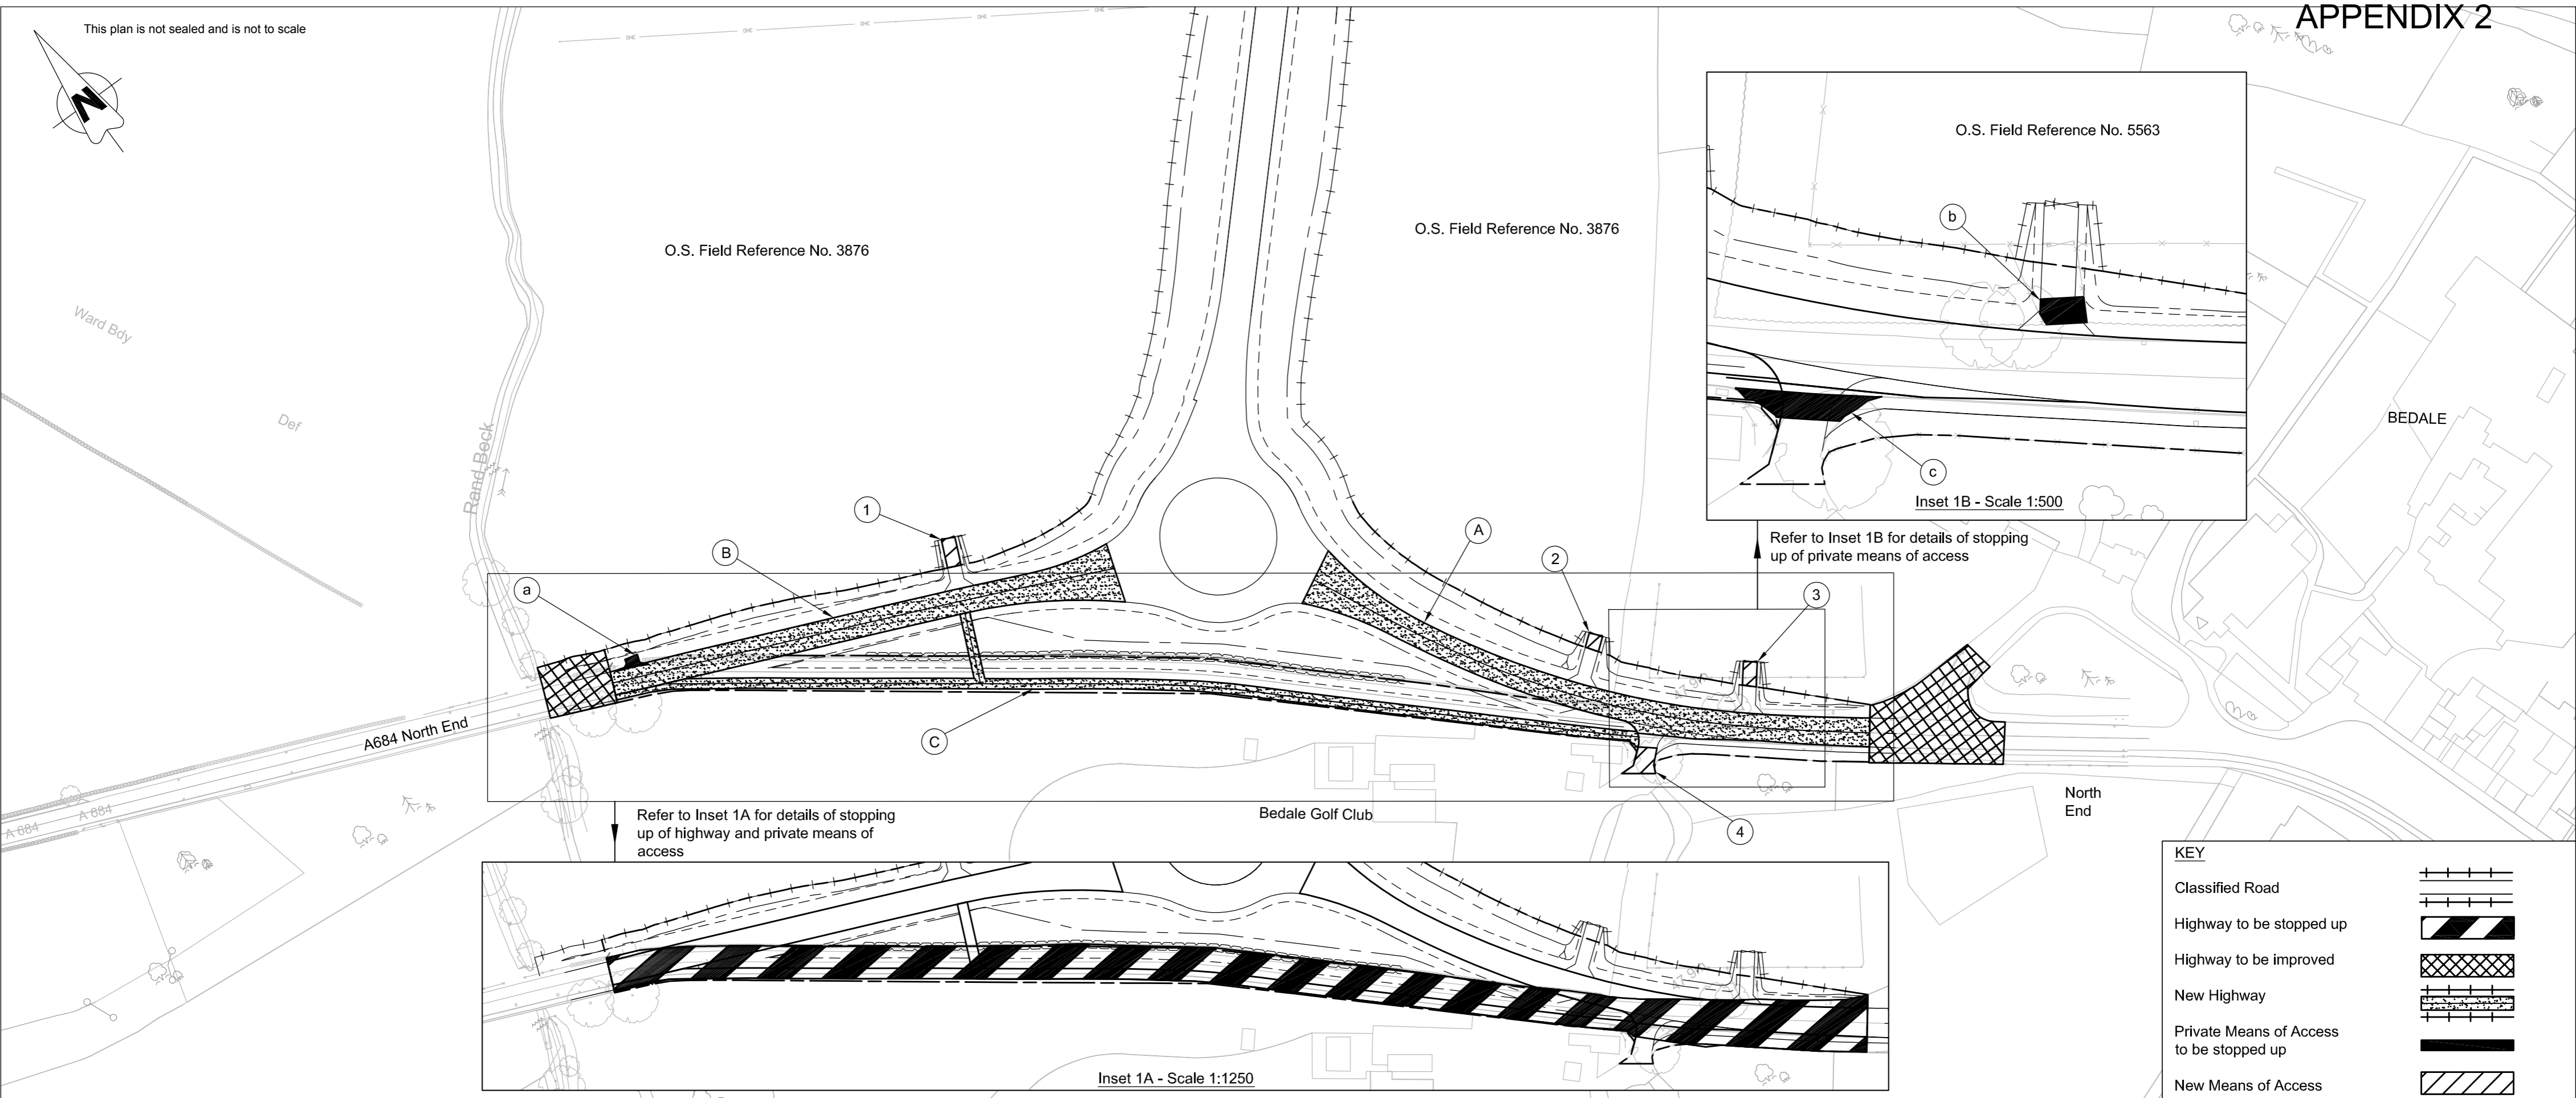 APPENDIX 2
This plan is not sealed and is not to scale
N
O.S. Field Reference No. 5563
b
c
Inset 1B - Scale 1:500
O.S. Field Reference No. 3876
O.S. Field Reference No. 3876
Ward Bdy
Def
Rand Beck
BEDALE
1
A
B
2
a
3
Refer to Inset 1B for details of stopping
up of private means of access
47.9m
A684 North End
C
4
A 684
A 684
Bedale Golf Club
North
End
Refer to Inset 1A for details of stopping
up of highway and private means of
access
47.9m
Inset 1A - Scale 1:1250
KEY
Classified Road
Highway to be stopped up
Highway to be improved
New Highway
Private Means of Access
to be stopped up
New Means of Access